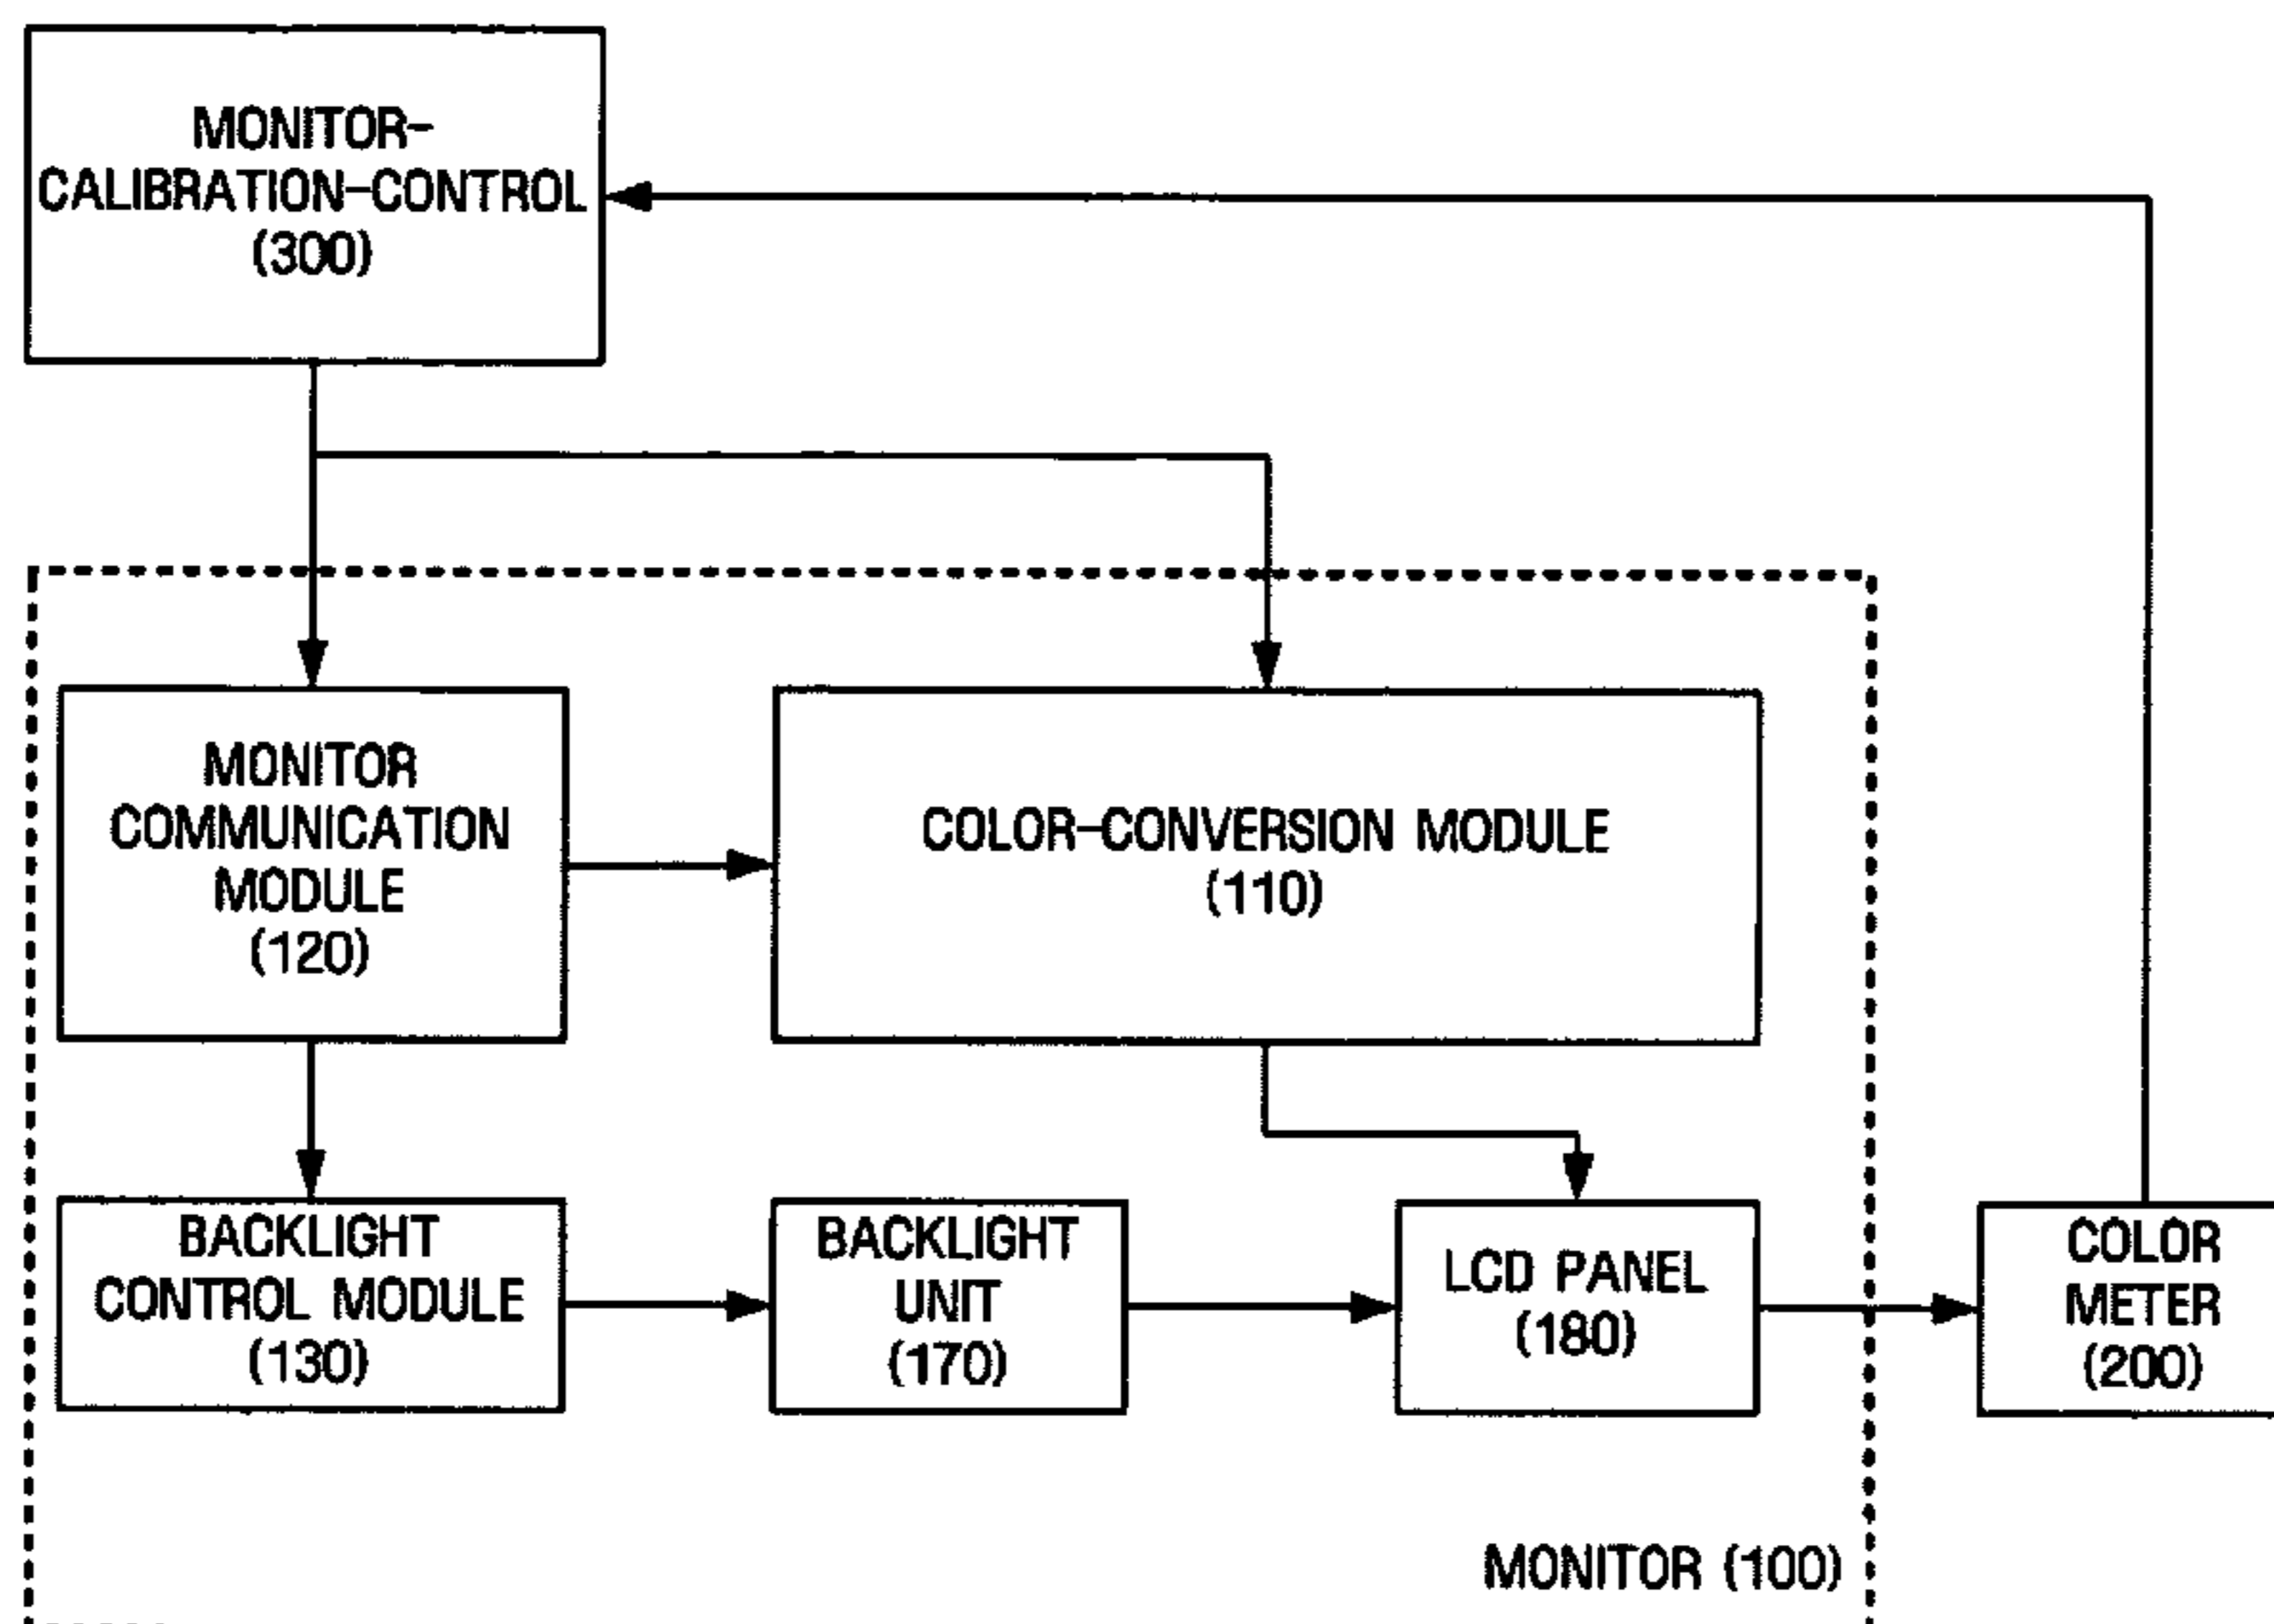 MONITOR-
CALIBRATION-CONTROL
(300)
MONITOR
COMMUNICATION
MODULE
(120)
COLOR-CONVERSION MODULE
(110)
BACKLIGHT
CONTROL MODULE
(130)
BACKLIGHT
UNIT
(170)
LCD PANEL
(180)
COLOR
METER
(200)
MONITOR (100)